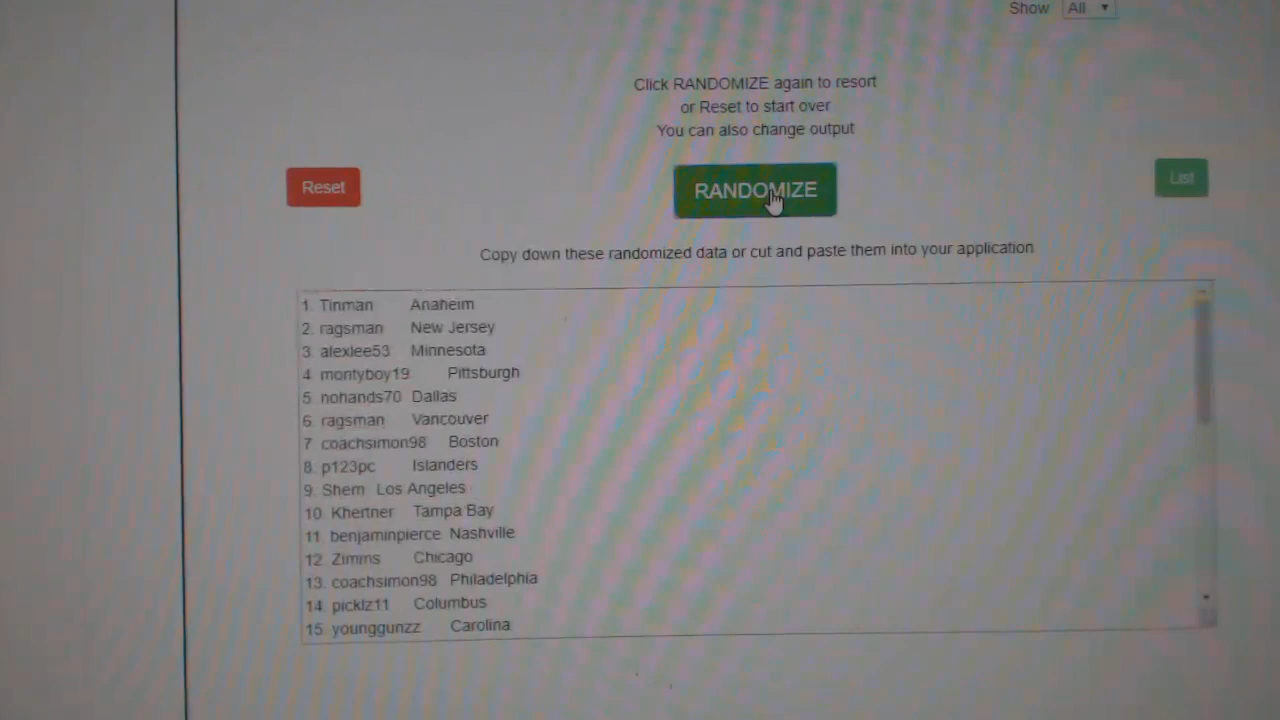 Show All
Click RANDOMIZE again to resort
or Reset to start over
You can also change output
Reset
RANDOMIZE
List
Copy down these randomized data or cut and paste them into your application
1. Tinman Anaheim
2. ragsman New Jersey
3. alexlee53 Minnesota
4. montyboy19 Pittsburgh
5. nohands70 Dallas
6. ragsman Vancouver
7. coachsimon98 Boston
8. p123pc Islanders
9. Shem Los Angeles
10. Khertner Tampa Bay
11. benjaminpierce Nashville
12. Zimms Chicago
13. coachsimon98 Philadelphia
14. picklz11 Columbus
15. younggunzz Carolina